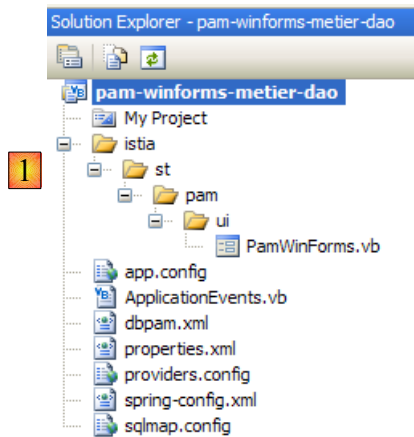 Solution Explorer - pam-winforms-metier-dao
pam-winforms-metier-dao
My Project
istia
1
st
pam
ui
PamWinForms.vb
app.config
ApplicationEvents.vb
dbpam.xml
properties.xml
providers.config
spring-config.xml
sqlmap.config